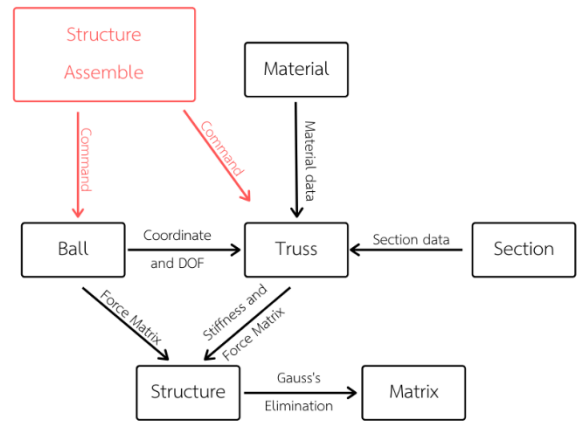 Structure
Assemble
Material
Command
Command
Material data
Ball
Coordinate
and DOF
Truss
Section data
Section
Force Matrix
Stiffness and
Force Matrix
Structure
Gauss's
Elimination
Matrix